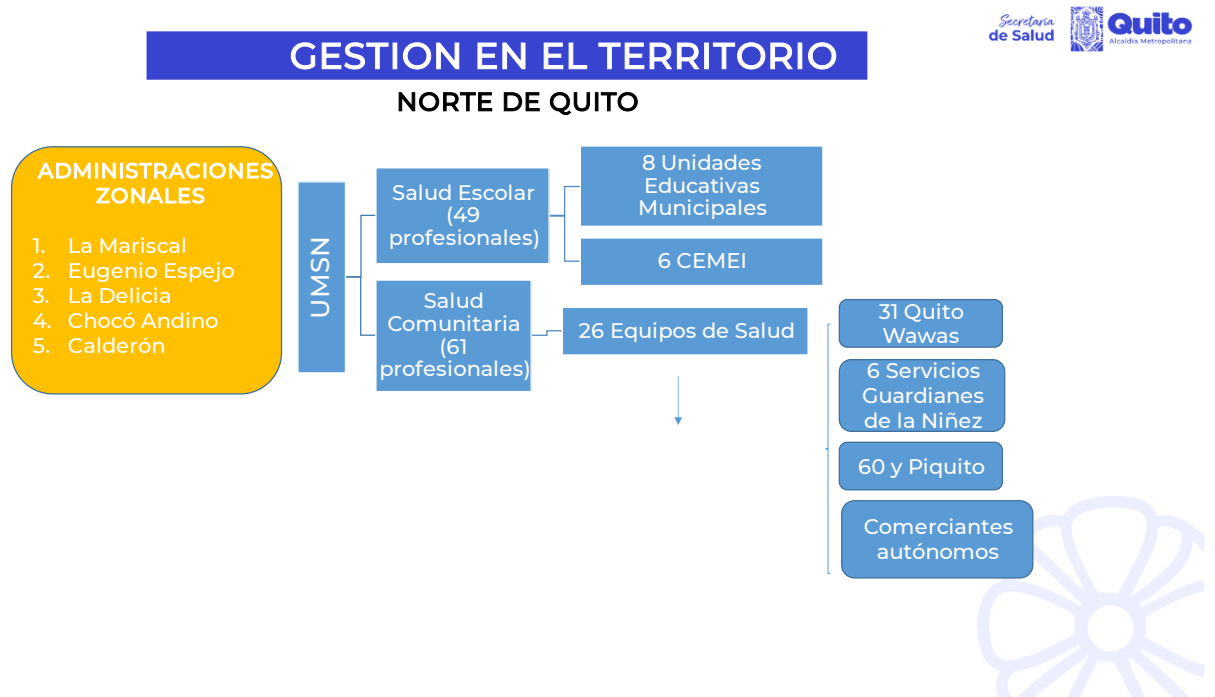 Secretaría
de Salud
Quito
Alcaldía Metropolitana
GESTION EN EL TERRITORIO
NORTE DE QUITO
ADMINISTRACIONES
ZONALES
1. La Mariscal
2. Eugenio Espejo
3. La Delicia
4. Chocó Andino
5. Calderón
UMSN
Salud Escolar
(49
profesionales)
8 Unidades
Educativas
Municipales
6 CEMEI
Salud
Comunitaria
(61
profesionales)
26 Equipos de Salud
31 Quito
Wawas
6 Servicios
Guardianes
de la Niñez
60 y Piquito
Comerciantes
autónomos